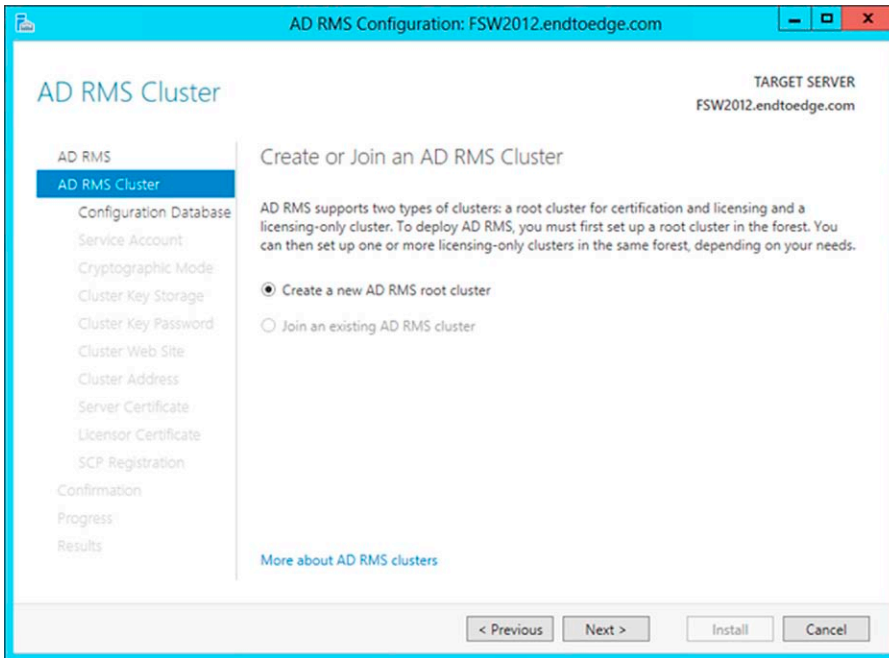 AD RMS Configuration: FSW2012.endtoedge.com
AD RMS Cluster
TARGET SERVER
FSW2012.endtoedge.com
AD RMS
AD RMS Cluster
Configuration Database
Service Account
Cryptographic Mode
Cluster Key Storage
Cluster Key Password
Cluster Web Site
Cluster Address
Server Certificate
Licensor Certificate
SCP Registration
Confirmation
Progress
Results
Create or Join an AD RMS Cluster
AD RMS supports two types of clusters: a root cluster for certification and licensing and a
licensing-only cluster. To deploy AD RMS, you must first set up a root cluster in the forest. You
can then set up one or more licensing-only clusters in the same forest, depending on your needs.
Create a new AD RMS root cluster
Join an existing AD RMS cluster
More about AD RMS clusters
< Previous
Next >
Install
Cancel